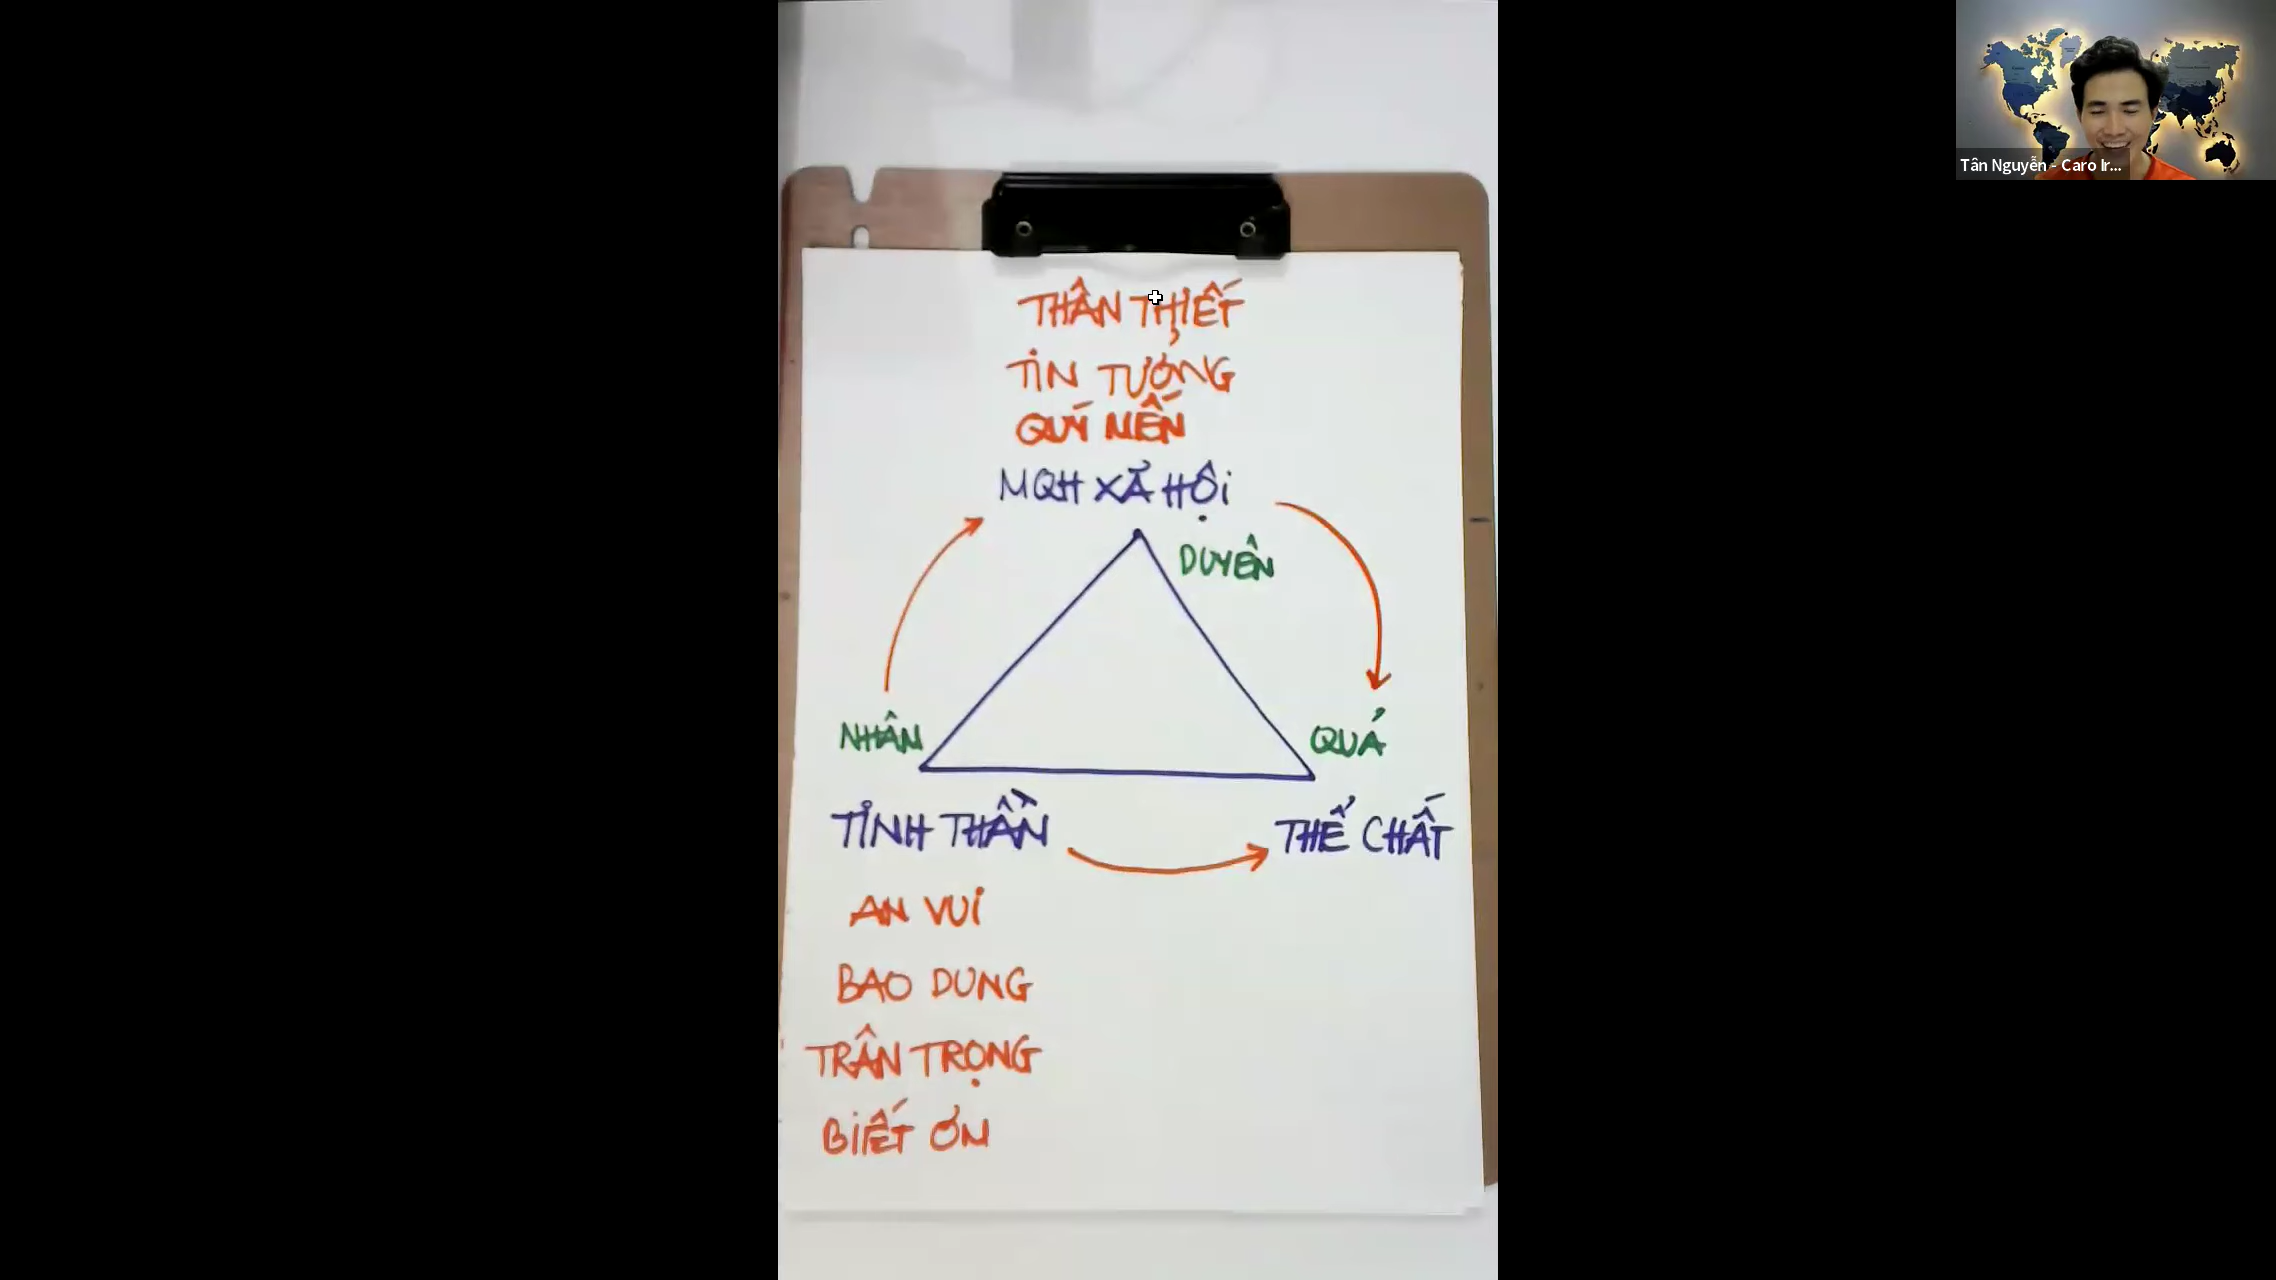 Tân Nguyễn - Caro Ir...
THÂN THIẾT
TIN TƯỞNG
QUÝ MẾN
MQH XÃ HỘI
DUYÊN
NHÂN
QUẢ
TINH THẦN
THỂ CHẤT
AN VUI
BAO DUNG
TRÂN TRỌNG
BIẾT ƠN